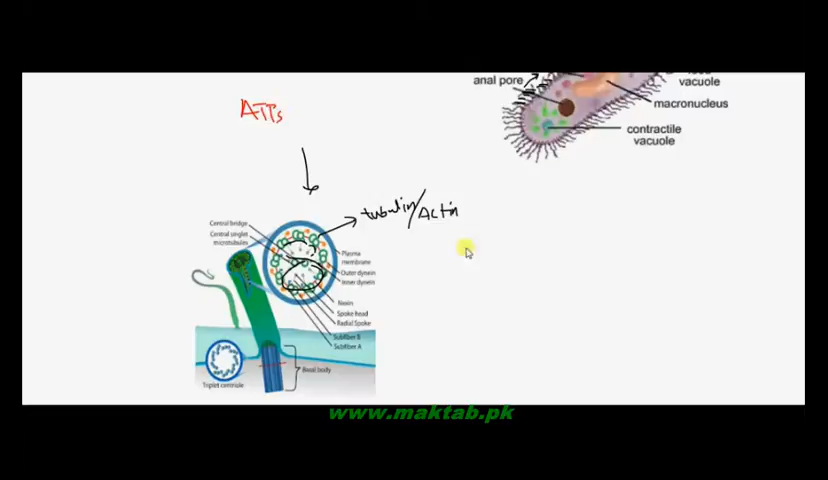 anal pore
vacuole
macronucleus
contractile
vacuole
ATPs
tubulin/Actin
Central bridge
Central singlet
microtubules
Plasma
membrane
Outer dynein
Inner dynein
Nexin
Spoke head
Radial Spoke
Subfiber B
Subfiber A
Basal body
Triplet centriole
www.maktab.pk